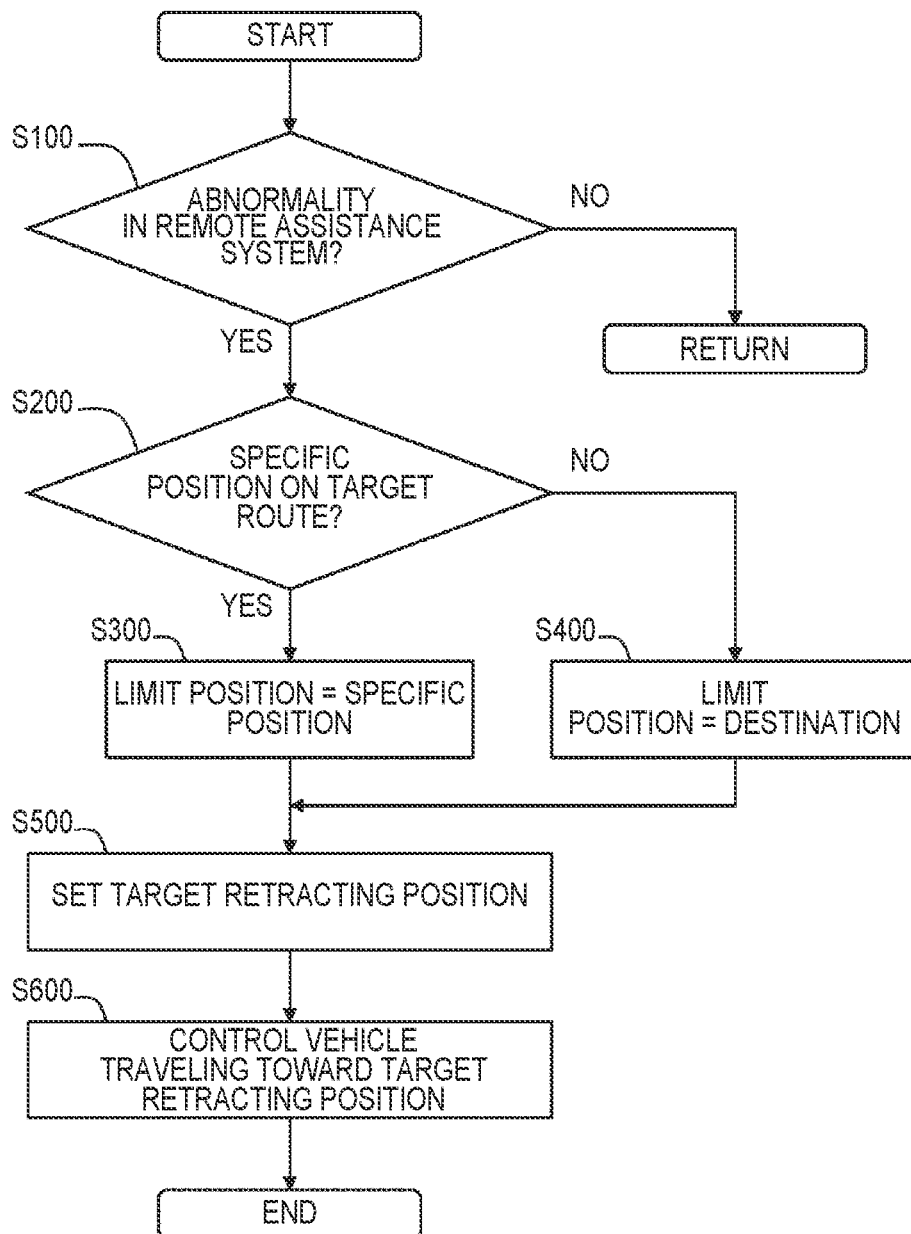 START
S100
ABNORMALITY
IN REMOTE ASSISTANCE
SYSTEM?
NO
YES
RETURN
S200
SPECIFIC
POSITION ON TARGET
ROUTE?
NO
YES
S300
LIMIT POSITION = SPECIFIC
POSITION
S400
LIMIT
POSITION = DESTINATION
S500
SET TARGET RETRACTING POSITION
S600
CONTROL VEHICLE
TRAVELING TOWARD TARGET
RETRACTING POSITION
END